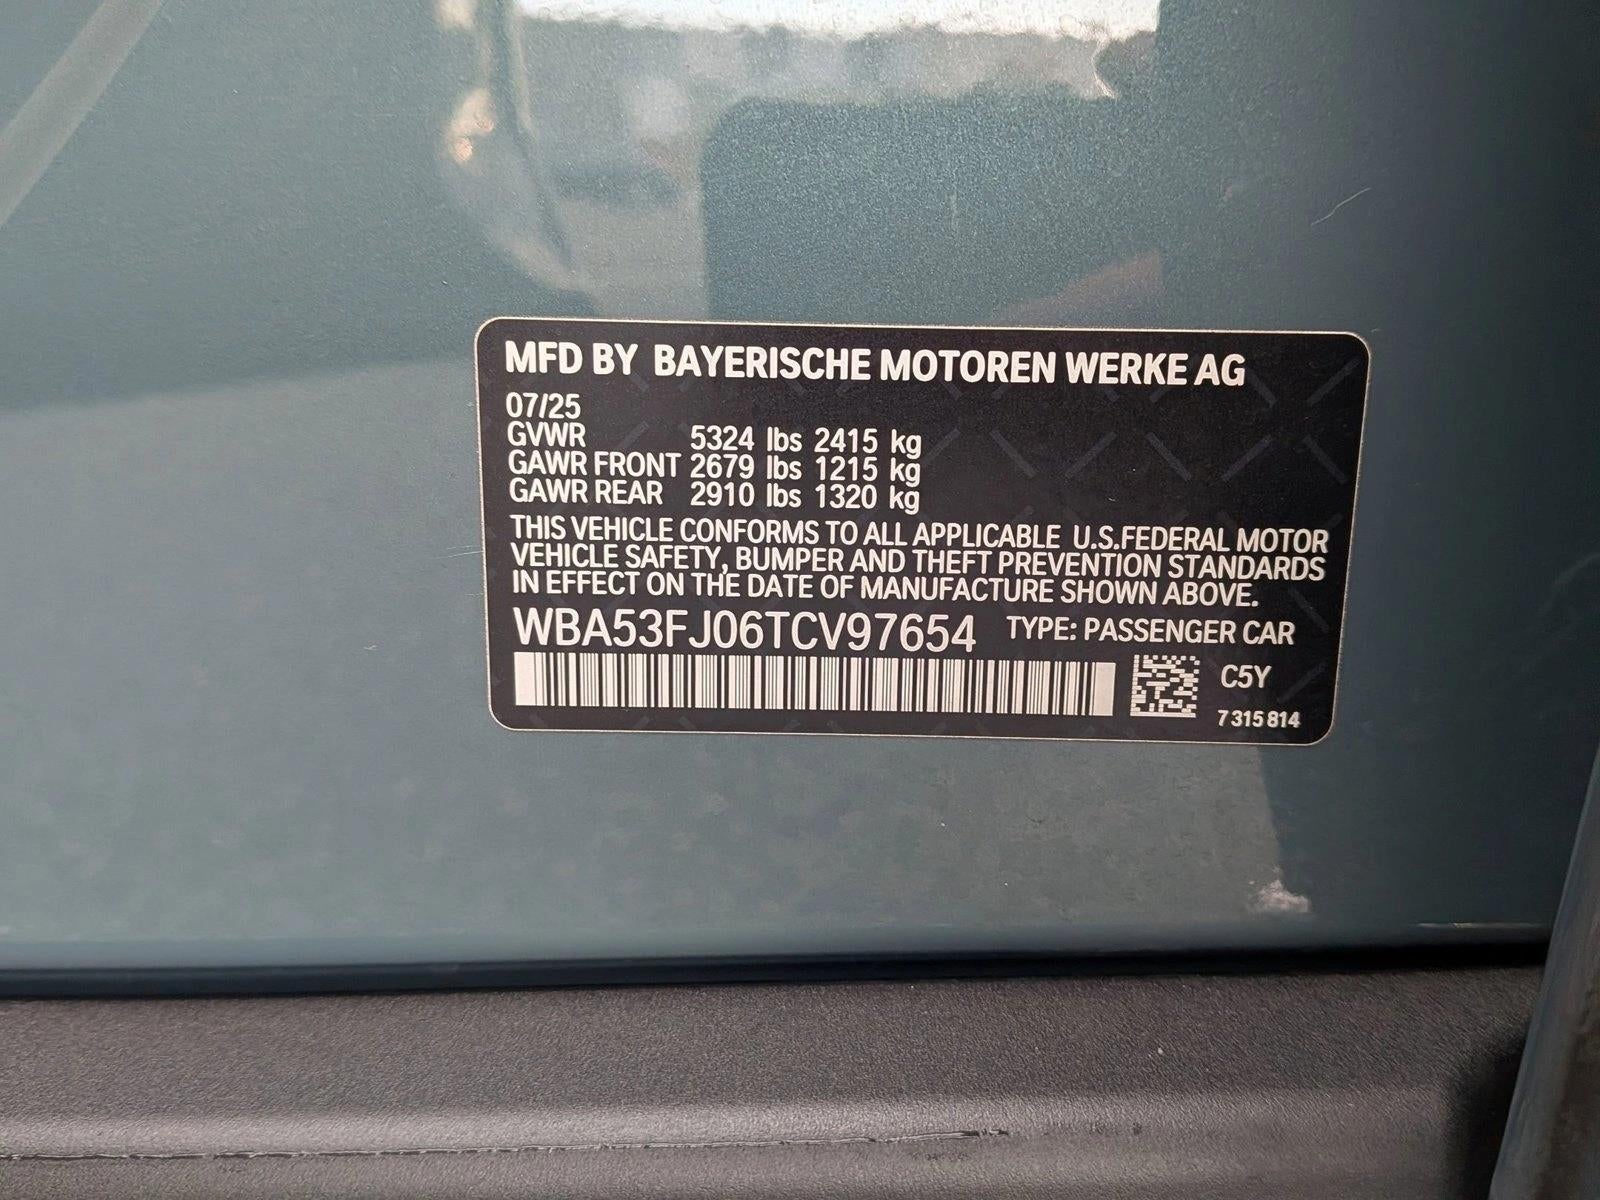 MFD BY BAYERISCHE MOTOREN WERKE AG
07/25
GVWR 5324 lbs 2415 kg
GAWR FRONT 2679 lbs 1215 kg
GAWR REAR 2910 lbs 1320 kg
THIS VEHICLE CONFORMS TO ALL APPLICABLE U.S.FEDERAL MOTOR
VEHICLE SAFETY, BUMPER AND THEFT PREVENTION STANDARDS
IN EFFECT ON THE DATE OF MANUFACTURE SHOWN ABOVE.
WBA53FJ06TCV97654 TYPE: PASSENGER CAR
C5Y
7 315 814